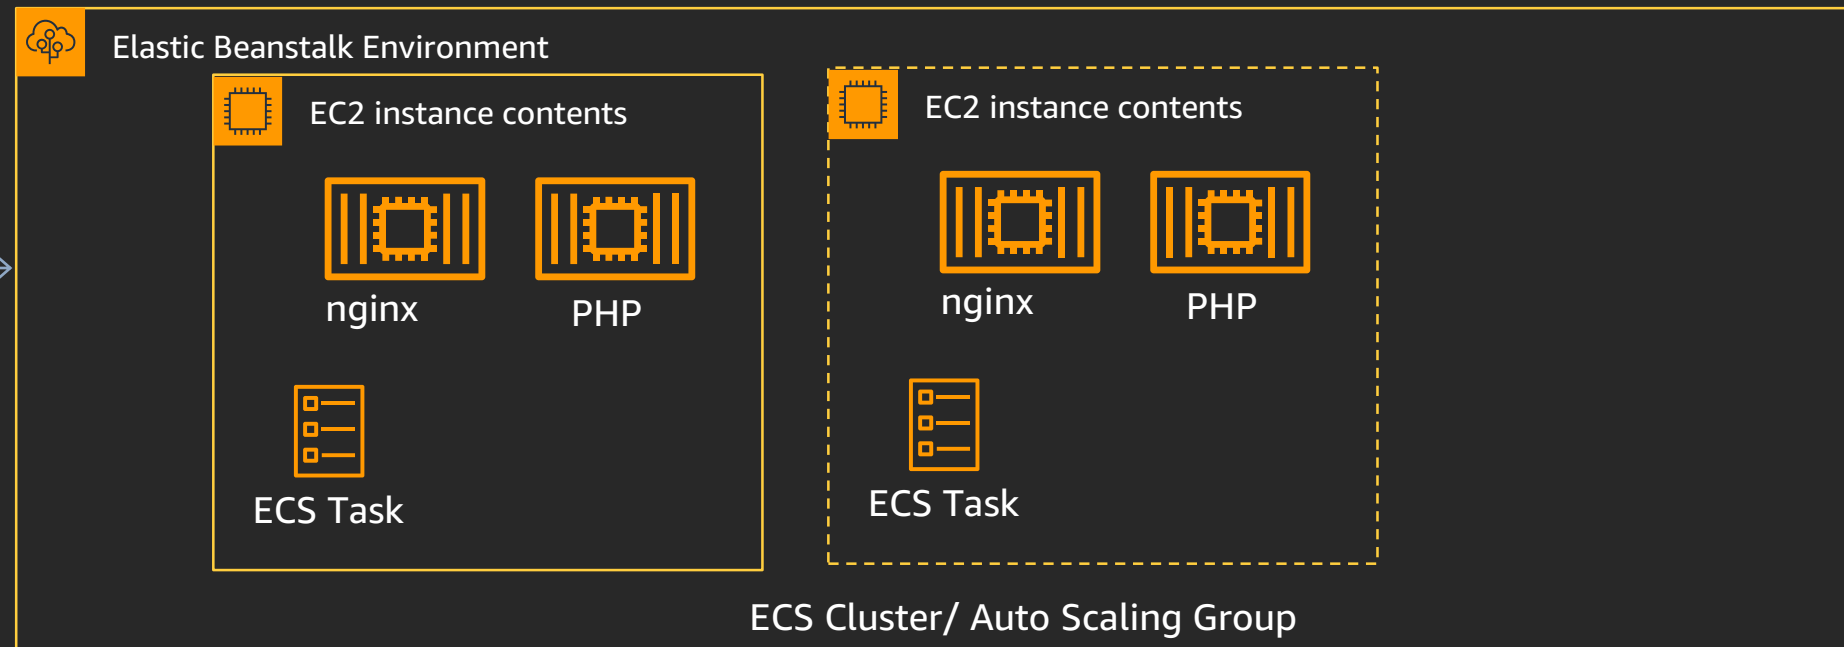 Elastic Beanstalk Environment
EC2 instance contents
nginx
PHP
ECS Task
EC2 instance contents
nginx
PHP
ECS Task
ECS Cluster/ Auto Scaling Group